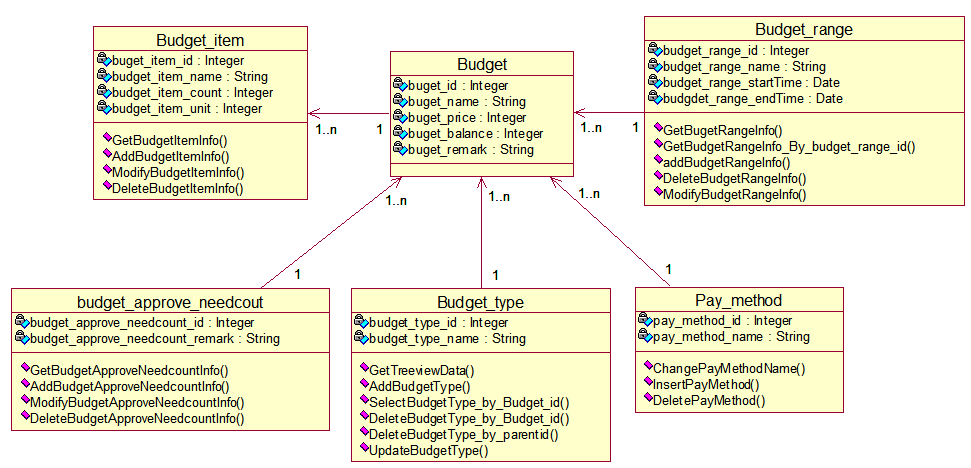 Budget_item
buget_item_id : Integer
budget_item_name : String
budget_item_count : Integer
budget_item_unit : Integer
GetBudgetItemInfo()
AddBudgetItemInfo()
ModifyBudgetItemInfo()
DeleteBudgetItemInfo()
1..n
1
Budget
buget_id : Integer
buget_name : String
buget_price : Integer
buget_balance : Integer
buget_remark : String
1..n
1
Budget_range
budget_range_id : Integer
budget_range_name : String
budget_range_startTime : Date
budgdet_range_endTime : Date
GetBugetRangeInfo()
GetBudgetRangeInfo_By_budget_range_id()
addBudgetRangeInfo()
DeleteBudgetRangeInfo()
ModifyBudgetRangeInfo()
1..n
1..n
1..n
1
1
1
budget_approve_needcout
budget_approve_needcount_id : Integer
budget_approve_needcount_remark : String
GetBudgetApproveNeedcountInfo()
AddBudgetApproveNeedcountInfo()
ModifyBudgetApproveNeedcountInfo()
DeleteBudgetApproveNeedcountInfo()
Budget_type
budget_type_id : Integer
budget_type_name : String
GetTreeviewData()
AddBudgetType()
SelectBudgetType_by_Budget_id()
DeleteBudgetType_by_Budget_id()
DeleteBudgetType_by_parentid()
UpdateBudgetType()
Pay_method
pay_method_id : Integer
pay_method_name : String
ChangePayMethodName()
InsertPayMethod()
DeletePayMethod()